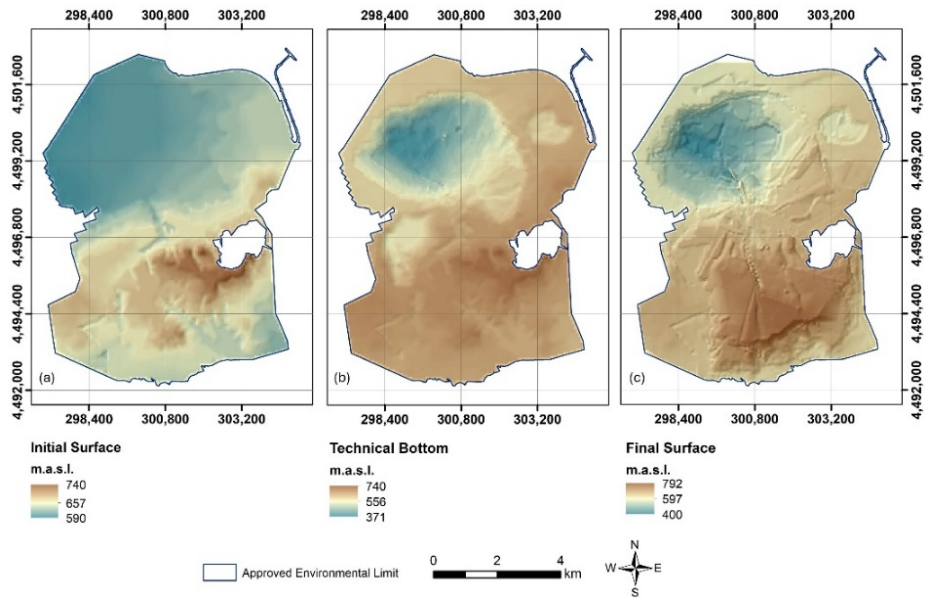 298,400 300,800 303,200 298,400 300,800 303,200 298,400 300,800 303,200
4,501,600 4,501,600
4,499,200 4,499,200
4,496,800 4,496,800
4,494,400 4,494,400
4,492,000 4,492,000
(a) (b) (c)
298,400 300,800 303,200 298,400 300,800 303,200 298,400 300,800 303,200
Initial Surface
m.a.s.l.
740
657
590
Technical Bottom
m.a.s.l.
740
556
371
Final Surface
m.a.s.l.
792
597
400
Approved Environmental Limit
0 2 4
km
N
W E
S